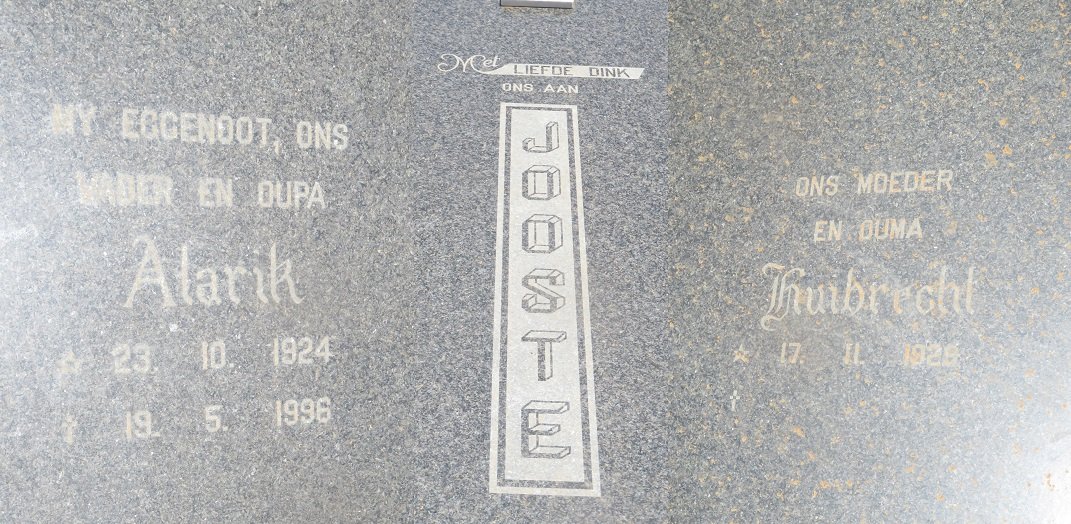 MY EGGENOOT, ONS
VADER EN OUPA
Alarik
☆ 23. 10. 1924
† 19. 5. 1996
Met LIEFDE DINK
ONS AAN
JOOSTE
ONS MOEDER
EN OUMA
Huibrecht
☆ 17. 11. 1926
†